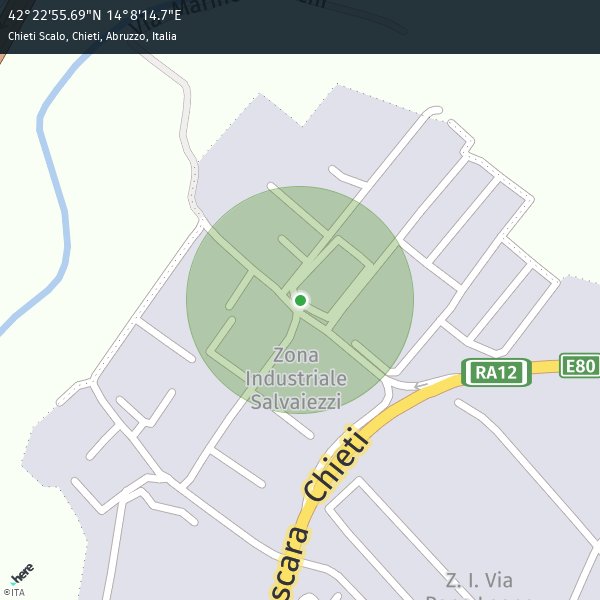 42°22'55.69"N 14°8'14.7"E
Chieti Scalo, Chieti, Abruzzo, Italia
Via
Zona
Industriale
Salvaiezzi
RA12
E80
scara Chieti
Z. I. Via
here
©ITA